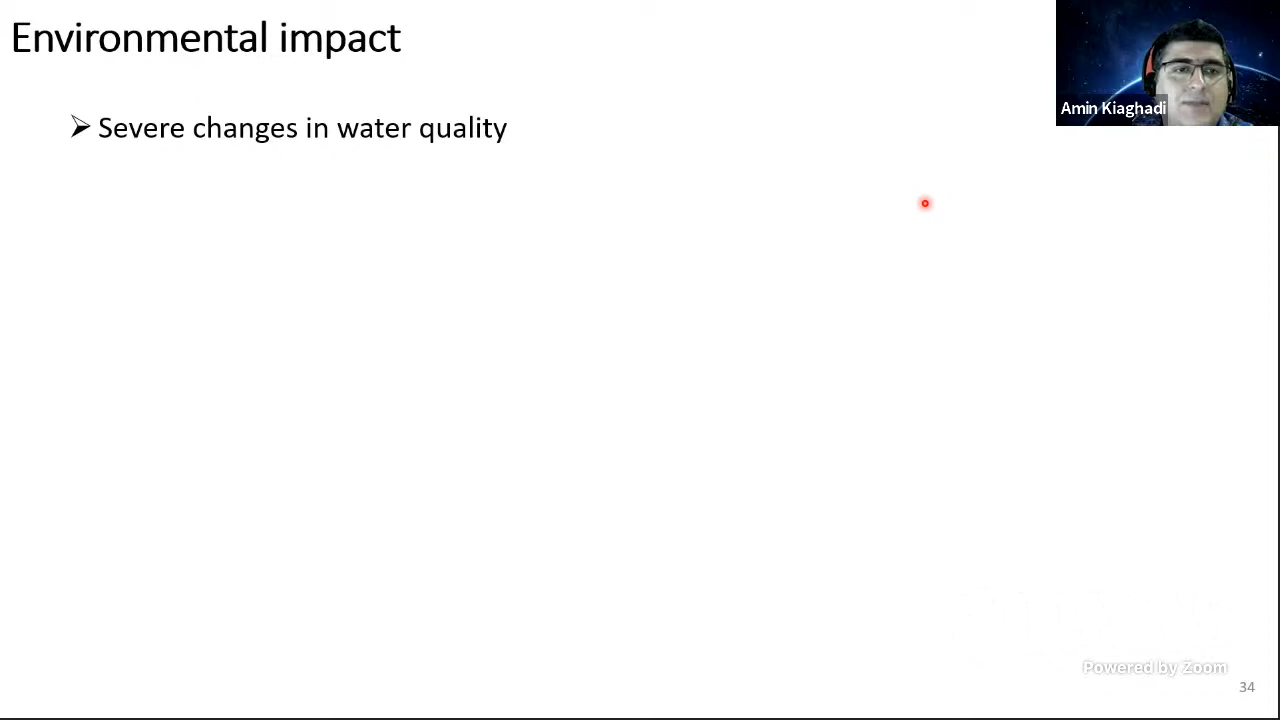 Environmental impact
Amin Kiaghadi
➢ Severe changes in water quality
Powered by Zoom
34